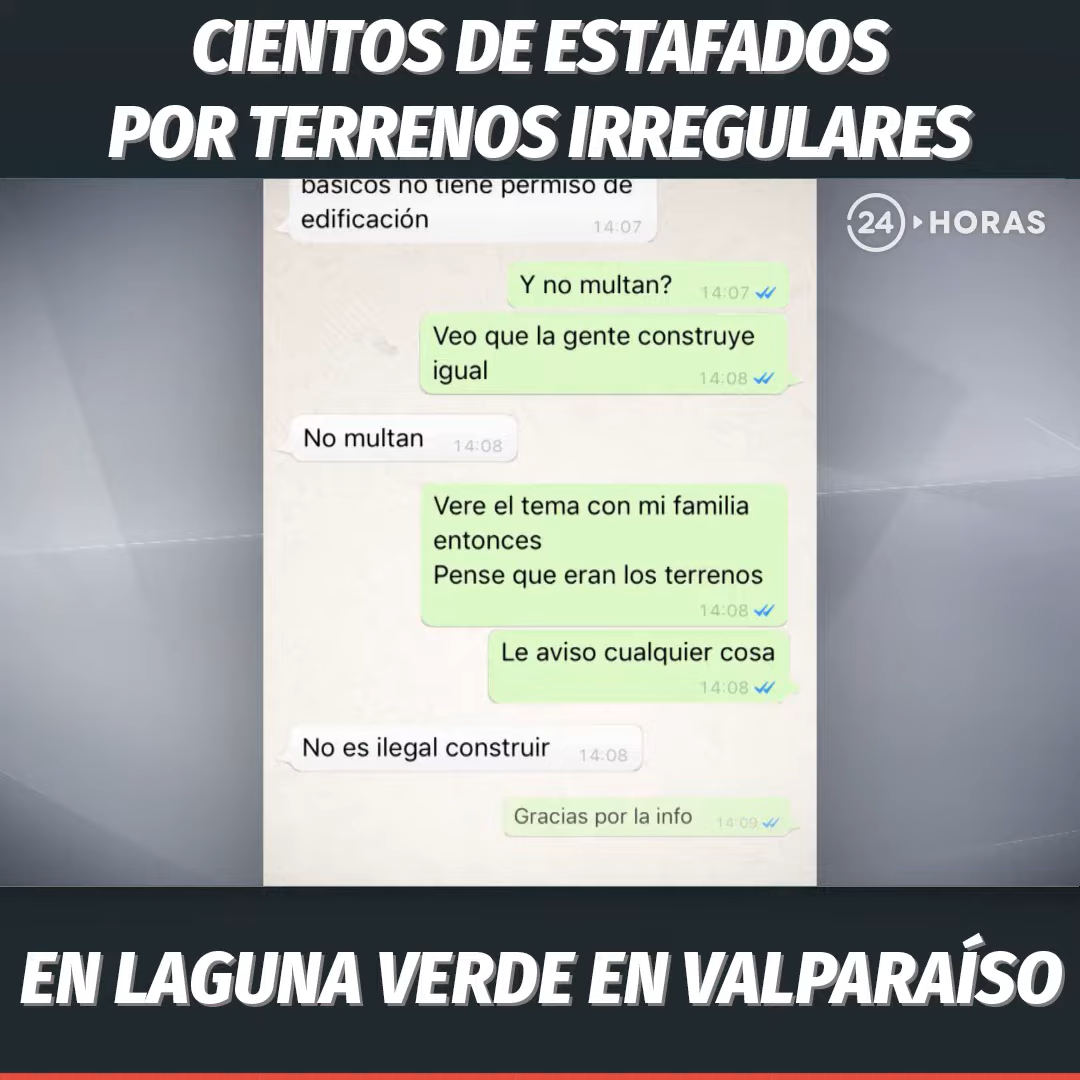 CIENTOS DE ESTAFADOS
POR TERRENOS IRREGULARES
24 HORAS
básicos no tiene permiso de
edificación
14:07
Y no multan?
14:07
Veo que la gente construye
igual
14:08
No multan
14:08
Vere el tema con mi familia
entonces
Pense que eran los terrenos
14:08
Le aviso cualquier cosa
14:08
No es ilegal construir
14:08
Gracias por la info
14:09
EN LAGUNA VERDE EN VALPARAÍSO